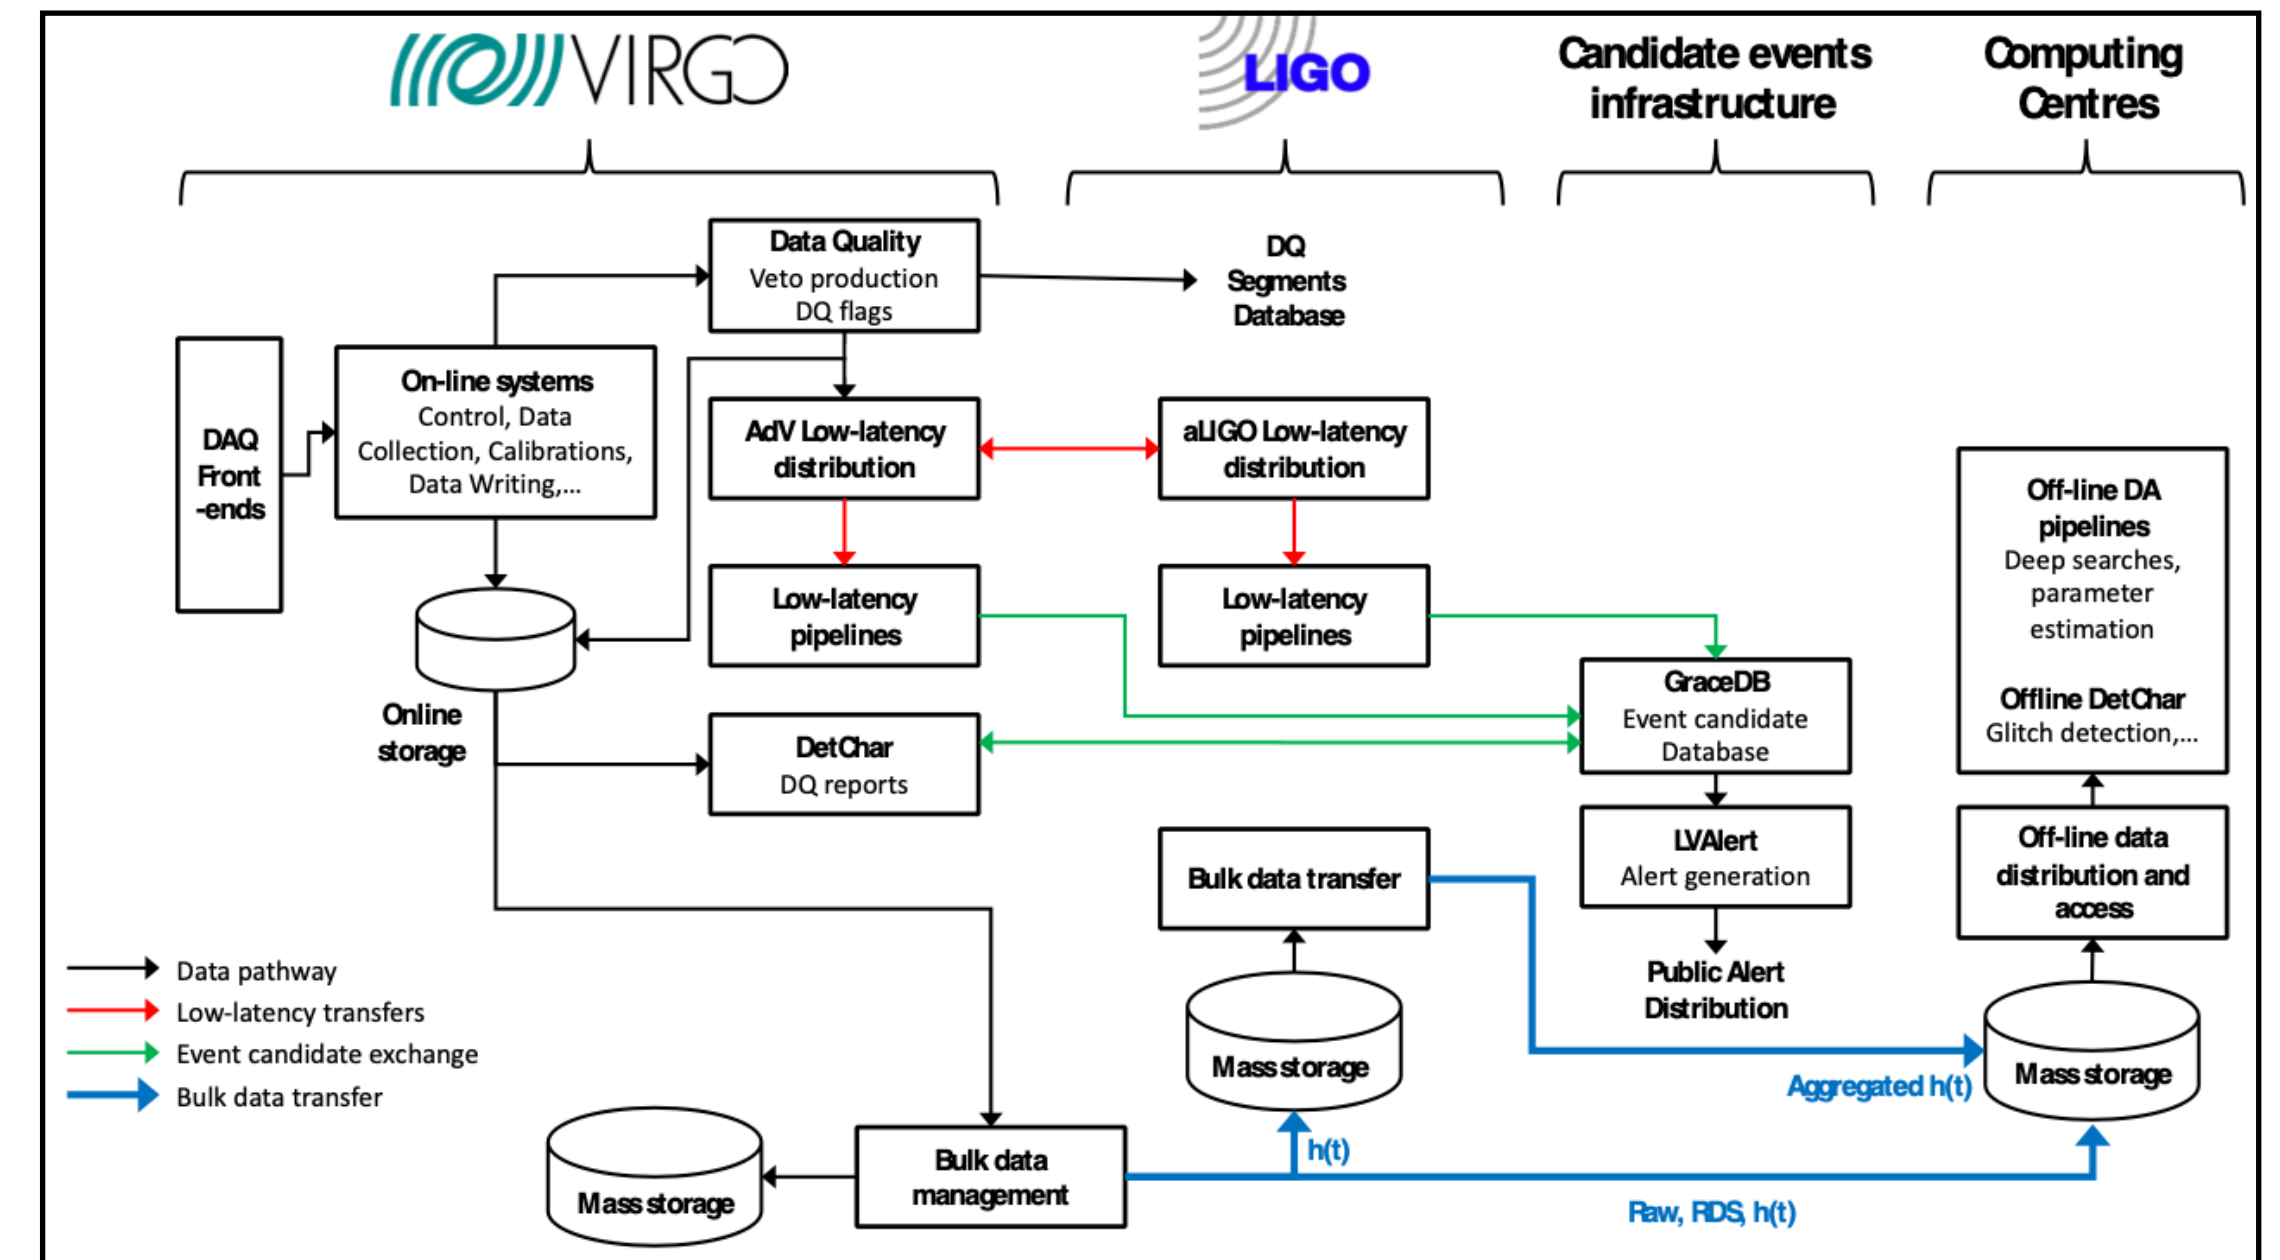 VIRGO
LIGO
Candidate events
infrastructure
Computing
Centres
Data Quality
Veto production
DQ flags
DQ
Segments
Database
DAQ
Front
-ends
On-line systems
Control, Data
Collection, Calibrations,
Data Writing,...
AdV Low-latency
distribution
aLIGO Low-latency
distribution
Low-latency
pipelines
Low-latency
pipelines
Off-line DA
pipelines
Deep searches,
parameter
estimation
Offline DetChar
Glitch detection,...
Online
storage
DetChar
DQ reports
GraceDB
Event candidate
Database
LVAlert
Alert generation
Public Alert
Distribution
Bulk data transfer
Off-line data
distribution and
access
Data pathway
Low-latency transfers
Event candidate exchange
Bulk data transfer
Mass storage
Mass storage
Aggregated h(t)
h(t)
Mass storage
Bulk data
management
Raw, RDS, h(t)